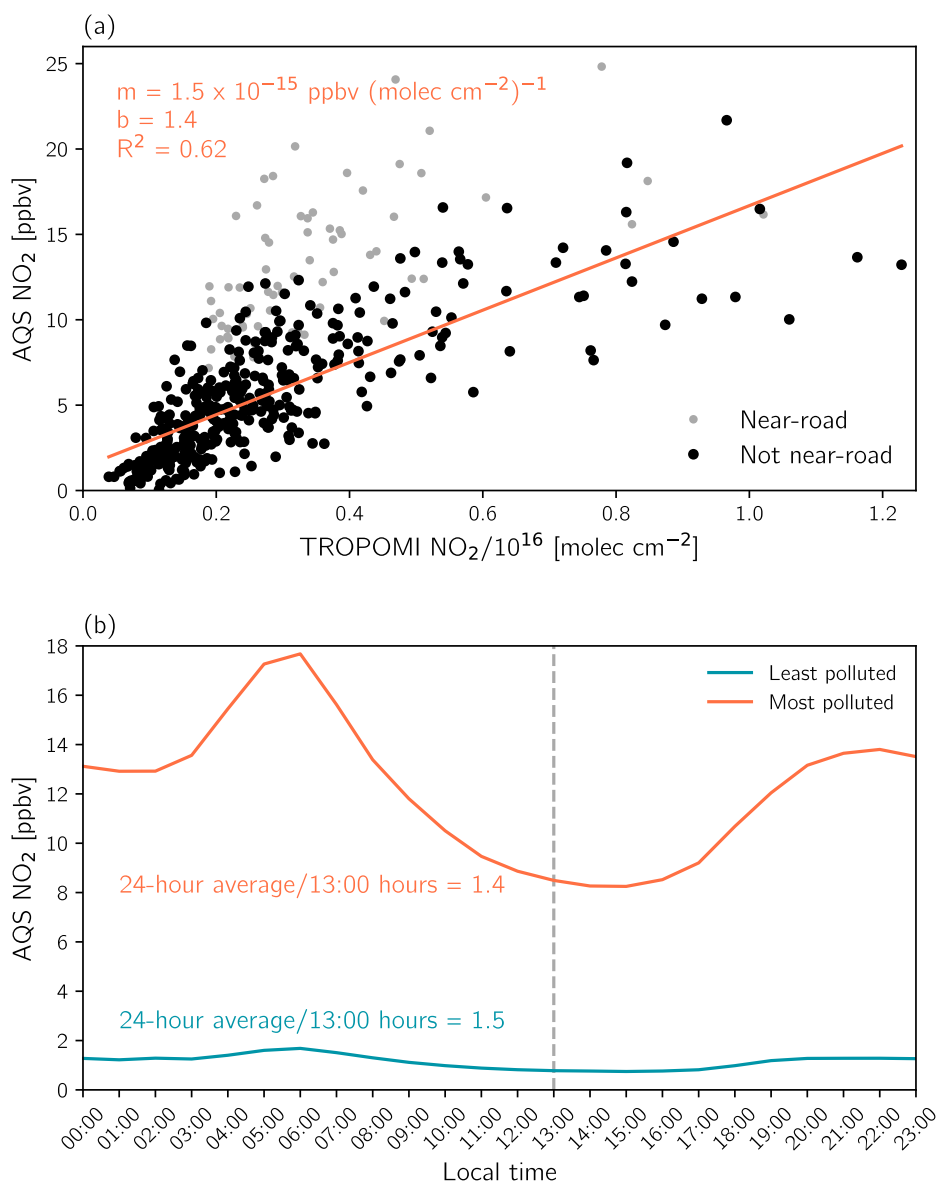 (a)
25
20
15
10
5
0
AQS NO₂ [ppbv]
m = 1.5 x 10⁻¹⁵ ppbv (molec cm⁻²)⁻¹
b = 1.4
R² = 0.62
Near-road
Not near-road
0.0 0.2 0.4 0.6 0.8 1.0 1.2
TROPOMI NO₂/10¹⁶ [molec cm⁻²]
(b)
18
16
14
12
10
8
6
4
2
0
AQS NO₂ [ppbv]
Least polluted
Most polluted
24-hour average/13:00 hours = 1.4
24-hour average/13:00 hours = 1.5
00:00 01:00 02:00 03:00 04:00 05:00 06:00 07:00 08:00 09:00 10:00 11:00 12:00 13:00 14:00 15:00 16:00 17:00 18:00 19:00 20:00 21:00 22:00 23:00
Local time